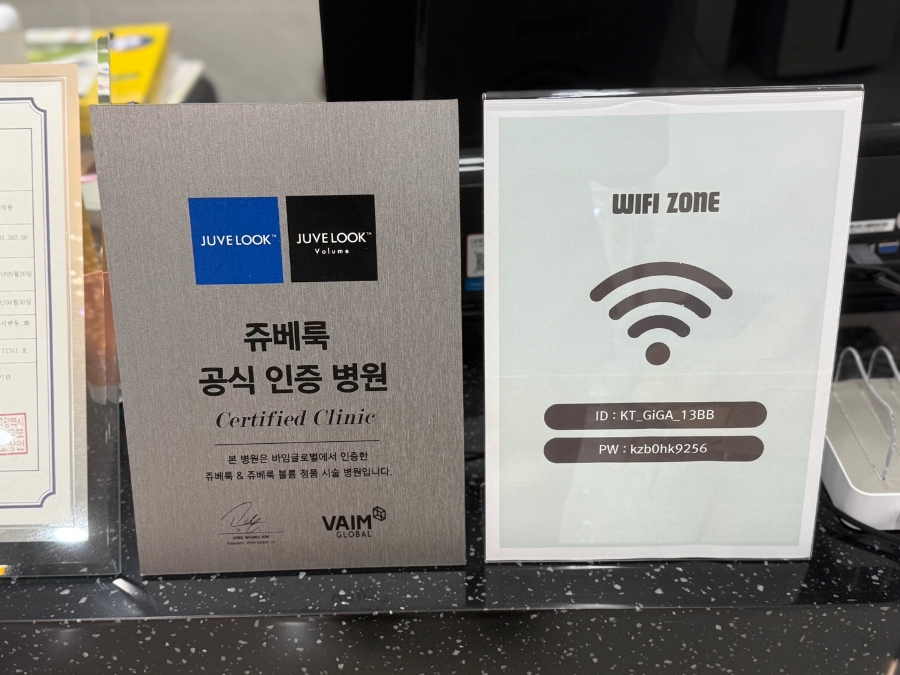 JUVELOOK™
JUVELOOK™
Volume
쥬베룩
공식 인증 병원
Certified Clinic
본 병원은 바임글로벌에서 인증한
쥬베룩 & 쥬베룩 볼륨 정품 시술 병원입니다.
VAIM
GLOBAL
WIFI ZONE
ID : KT_GiGA_13BB
PW : kzb0hk9256